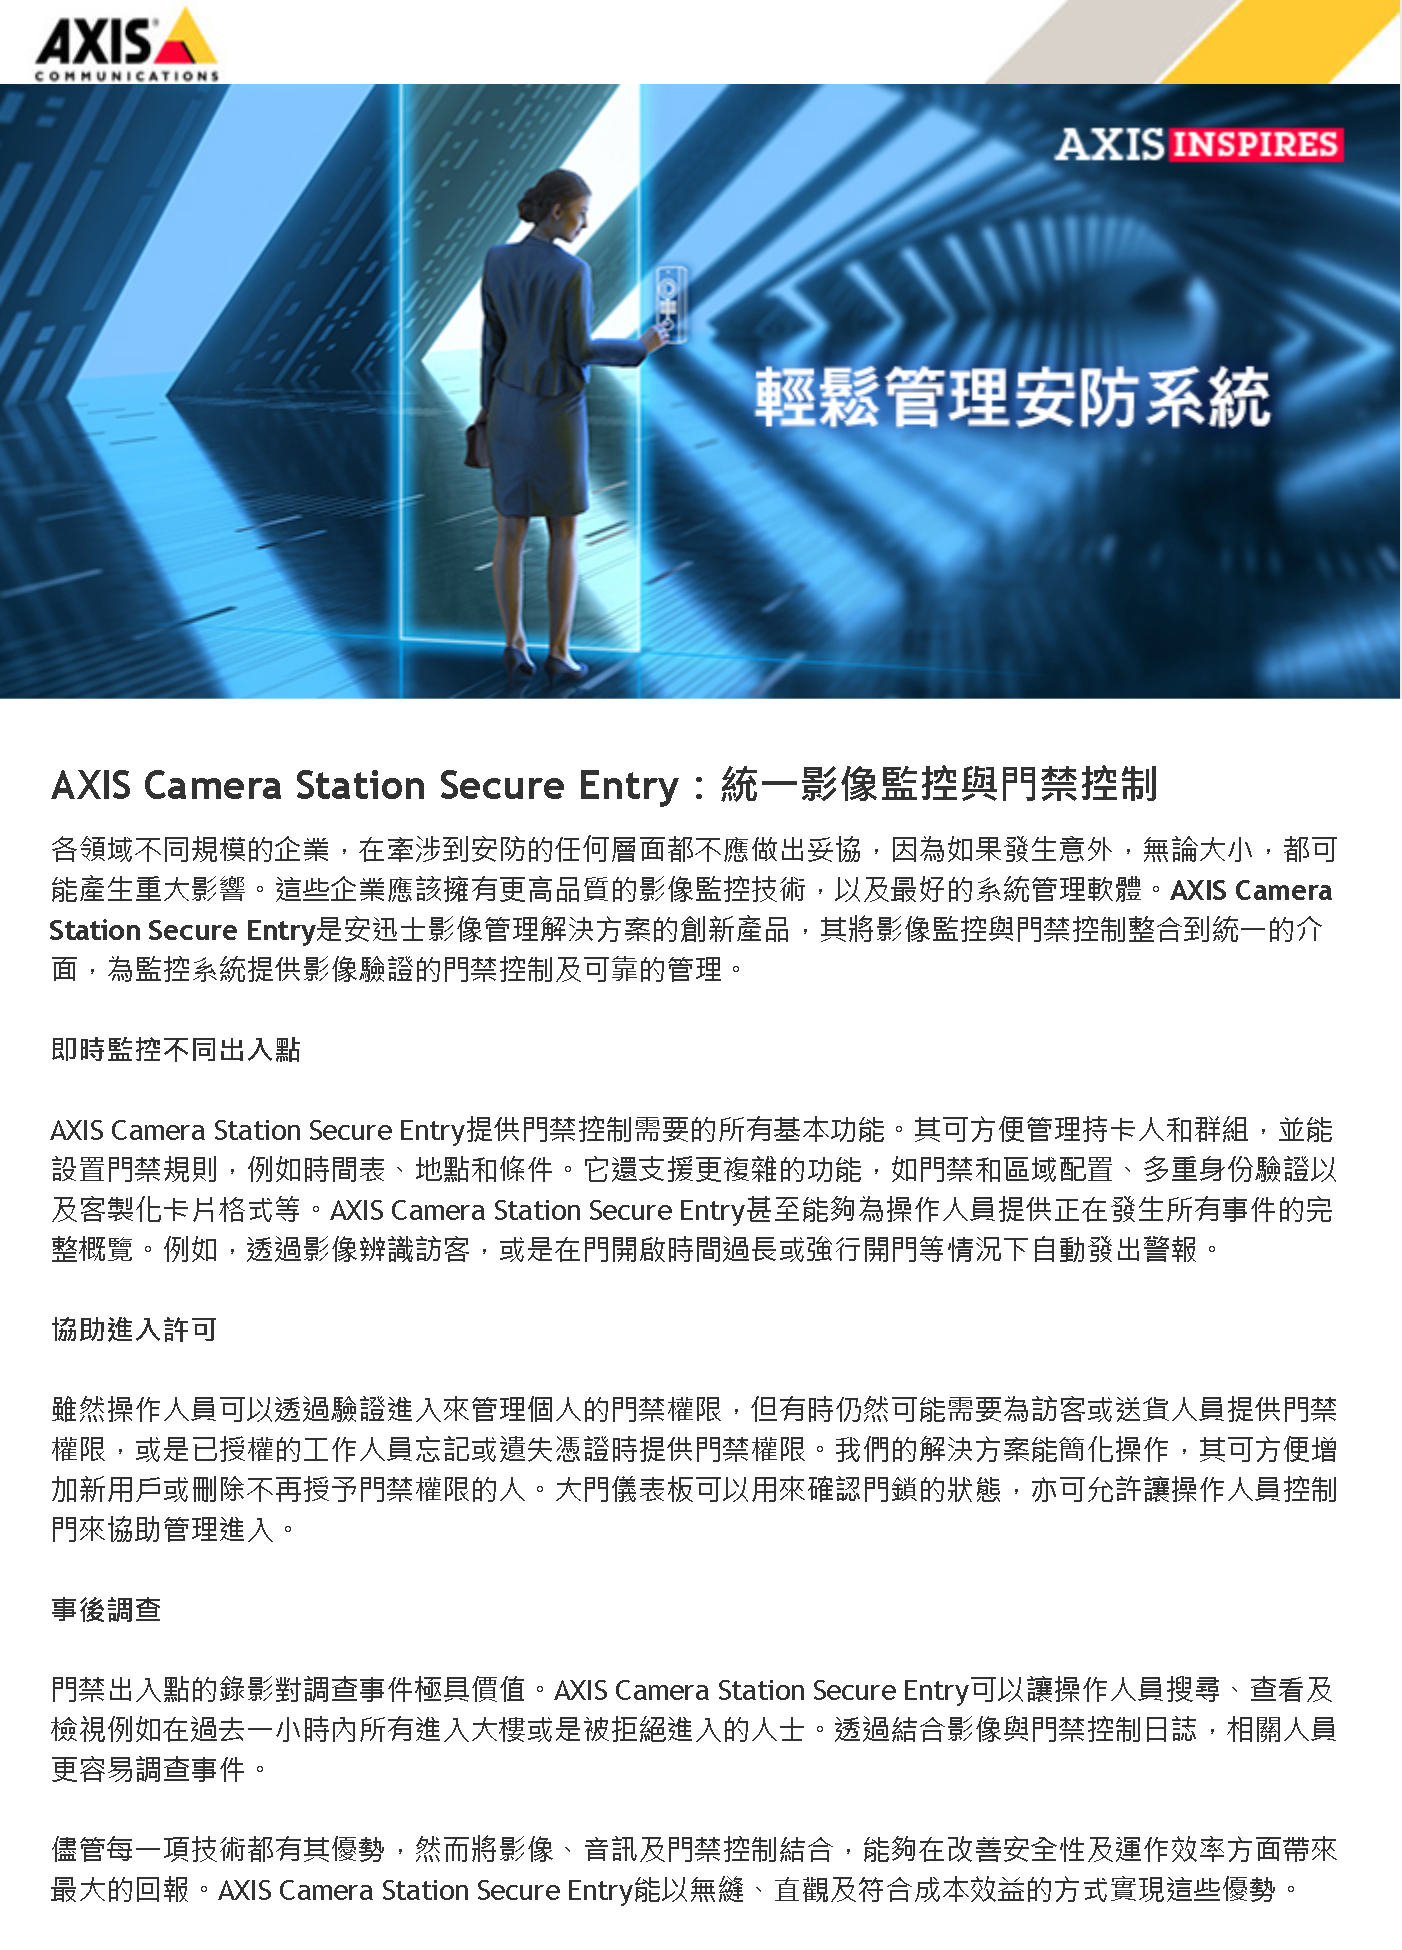 AXIS
COMMUNICATIONS
AXIS INSPIRES
輕鬆管理安防系統
AXIS Camera Station Secure Entry：統一影像監控與門禁控制
各領域不同規模的企業，在牽涉到安防的任何層面都不應做出妥協，因為如果發生意外，無論大小，都可
能產生重大影響。這些企業應該擁有更高品質的影像監控技術，以及最好的系統管理軟體。AXIS Camera
Station Secure Entry是安迅士影像管理解決方案的創新產品，其將影像監控與門禁控制整合到統一的介
面，為監控系統提供影像驗證的門禁控制及可靠的管理。
即時監控不同出入點
AXIS Camera Station Secure Entry提供門禁控制需要的所有基本功能。其可方便管理持卡人和群組，並能
設置門禁規則，例如時間表、地點和條件。它還支援更複雜的功能，如門禁和區域配置、多重身份驗證以
及客製化卡片格式等。AXIS Camera Station Secure Entry甚至能夠為操作人員提供正在發生所有事件的完
整概覽。例如，透過影像辨識訪客，或是在門開啟時間過長或強行開門等情況下自動發出警報。
協助進入許可
雖然操作人員可以透過驗證進入來管理個人的門禁權限，但有時仍然可能需要為訪客或送貨人員提供門禁
權限，或是已授權的工作人員忘記或遺失憑證時提供門禁權限。我們的解決方案能簡化操作，其可方便增
加新用戶或刪除不再授予門禁權限的人。大門儀表板可以用來確認門鎖的狀態，亦可允許讓操作人員控制
門來協助管理進入。
事後調查
門禁出入點的錄影對調查事件極具價值。AXIS Camera Station Secure Entry可以讓操作人員搜尋、查看及
檢視例如在過去一小時內所有進入大樓或是被拒絕進入的人士。透過結合影像與門禁控制日誌，相關人員
更容易調查事件。
儘管每一項技術都有其優勢，然而將影像、音訊及門禁控制結合，能夠在改善安全性及運作效率方面帶來
最大的回報。AXIS Camera Station Secure Entry能以無縫、直觀及符合成本效益的方式實現這些優勢。